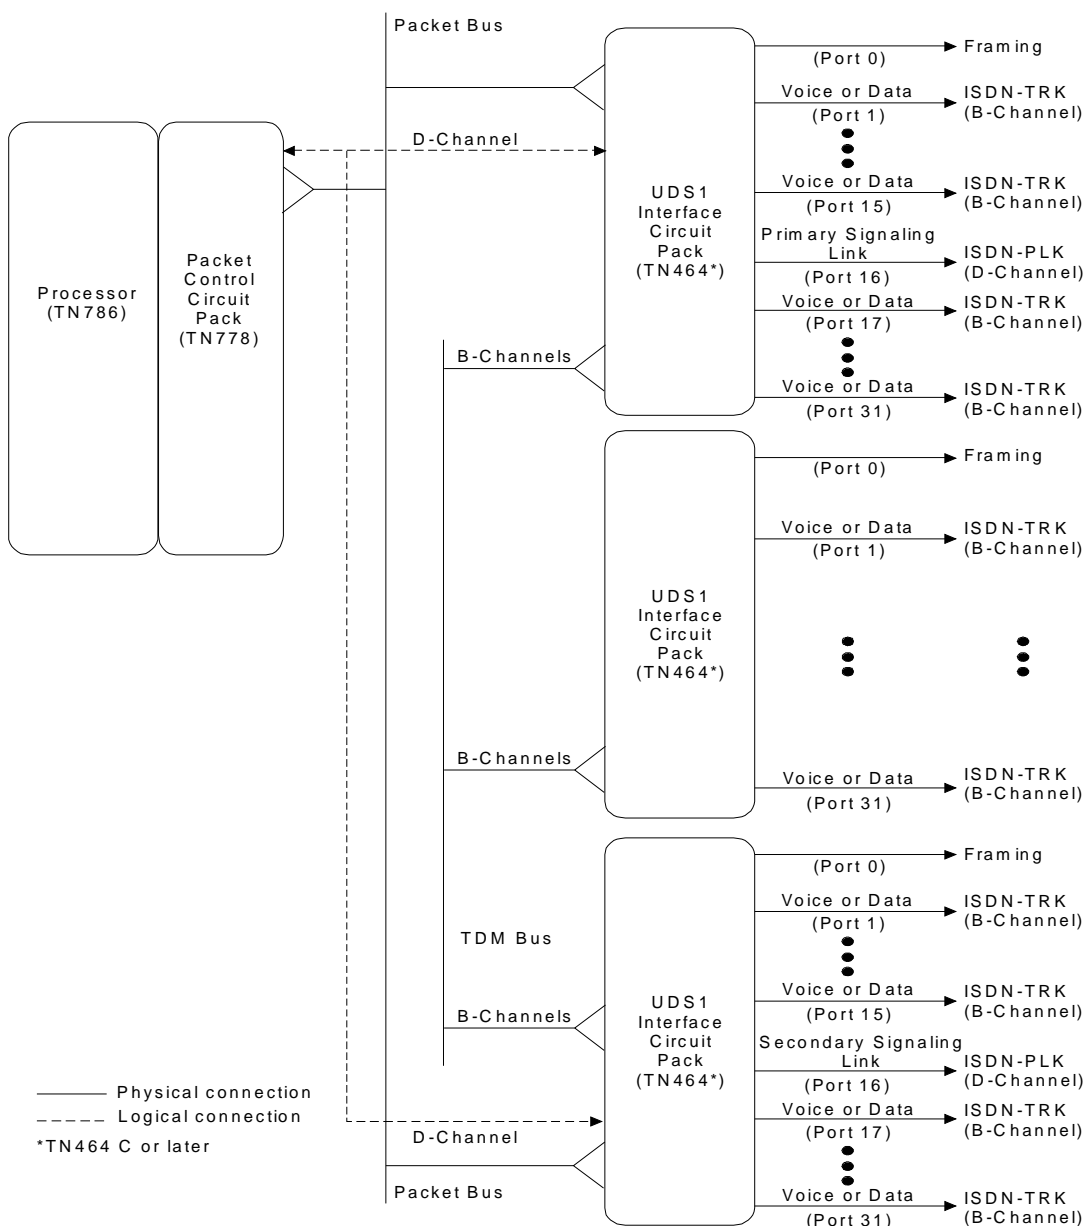 Packet Bus
Framing
(Port 0)
Voice or Data
ISDN-TRK
(Port 1)
(B-Channel)
D-Channel
Voice or Data
ISDN-TRK
(Port 15)
(B-Channel)
UDS1
Interface
Circuit
Pack
(TN464*)
Primary Signaling
Link
ISDN-PLK
(Port 16)
(D-Channel)
Voice or Data
ISDN-TRK
(Port 17)
(B-Channel)
Processor
(TN786)
Packet
Control
Circuit
Pack
(TN778)
B-Channels
Voice or Data
ISDN-TRK
(Port 31)
(B-Channel)
Framing
(Port 0)
Voice or Data
ISDN-TRK
(Port 1)
(B-Channel)
UDS1
Interface
Circuit
Pack
(TN464*)
B-Channels
Voice or Data
ISDN-TRK
(Port 31)
(B-Channel)
Framing
(Port 0)
Voice or Data
ISDN-TRK
(Port 1)
(B-Channel)
TDM Bus
Voice or Data
ISDN-TRK
(Port 15)
(B-Channel)
B-Channels
UDS1
Interface
Circuit
Pack
(TN464*)
Secondary Signaling
Link
ISDN-PLK
(Port 16)
(D-Channel)
Voice or Data
ISDN-TRK
(Port 17)
(B-Channel)
Physical connection
Logical connection
*TN464 C or later
D-Channel
Packet Bus
Voice or Data
ISDN-TRK
(Port 31)
(B-Channel)